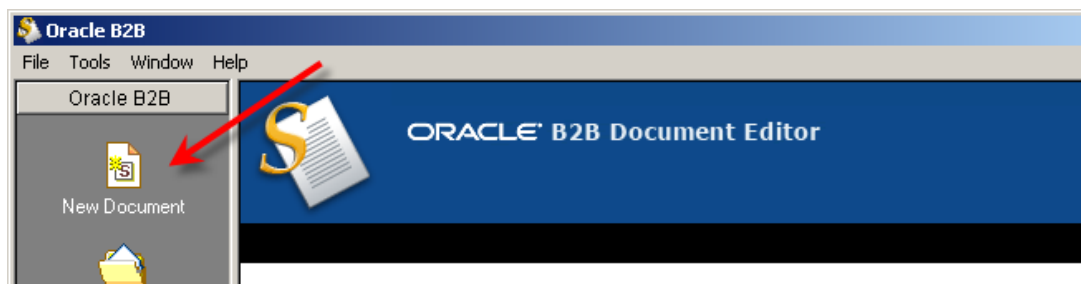 Oracle B2B
File Tools Window Help
Oracle B2B
ORACLE® B2B Document Editor
New Document